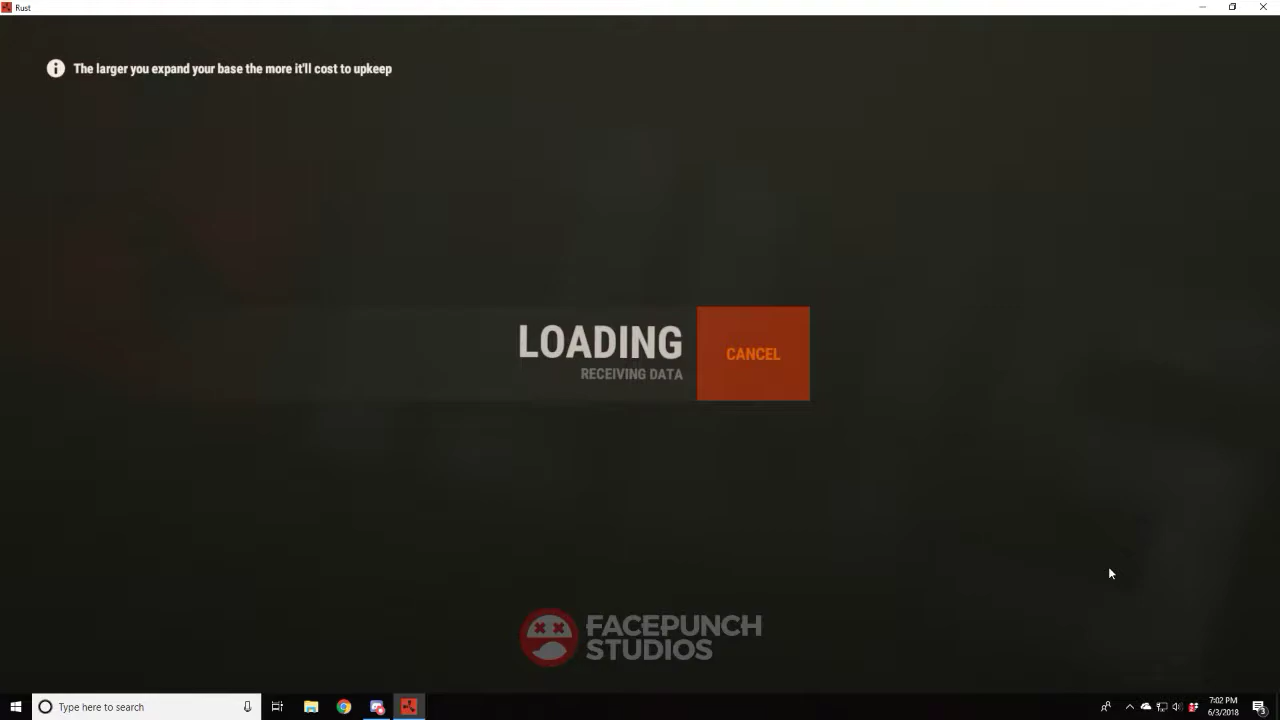 Rust
The larger you expand your base the more it'll cost to upkeep
LOADING
RECEIVING DATA
CANCEL
FACEPUNCH
STUDIOS
Type here to search
7:02 PM
6/3/2018
3